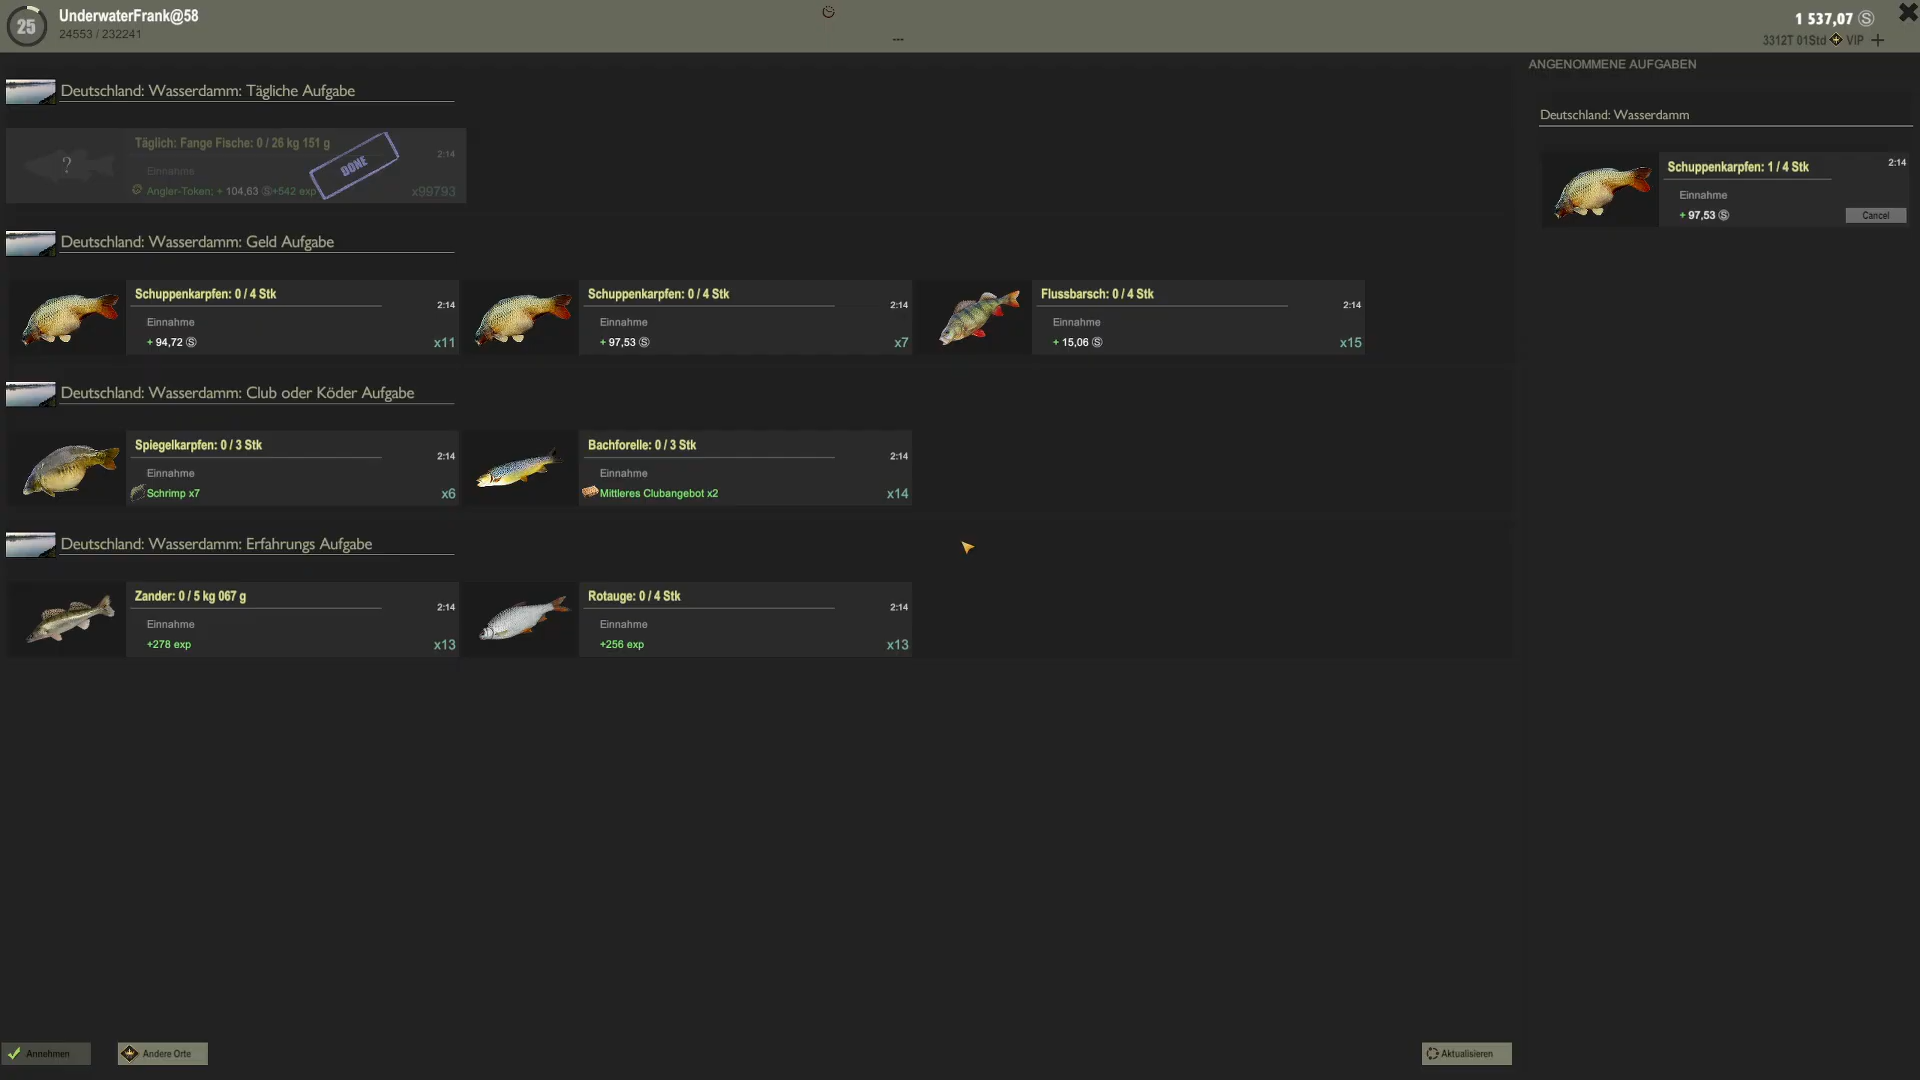 25
UnderwaterFrank@58
24553 / 232241
---
1 537,07 Ⓢ
3312T 01Std VIP +
ANGENOMMENE AUFGABEN
Deutschland: Wasserdamm: Tägliche Aufgabe
Täglich: Fange Fische: 0 / 26 kg 151 g
2:14
?
Einnahme
Angler-Token; + 104,63 Ⓢ+542 exp
DONE
x99793
Deutschland: Wasserdamm: Geld Aufgabe
Schuppenkarpfen: 0 / 4 Stk
2:14
Einnahme
+ 94,72 Ⓢ
x11
Schuppenkarpfen: 0 / 4 Stk
2:14
Einnahme
+ 97,53 Ⓢ
x7
Flussbarsch: 0 / 4 Stk
2:14
Einnahme
+ 15,06 Ⓢ
x15
Deutschland: Wasserdamm: Club oder Köder Aufgabe
Spiegelkarpfen: 0 / 3 Stk
2:14
Einnahme
Schrimp x7
x6
Bachforelle: 0 / 3 Stk
2:14
Einnahme
Mittleres Clubangebot x2
x14
Deutschland: Wasserdamm: Erfahrungs Aufgabe
Zander: 0 / 5 kg 067 g
2:14
Einnahme
+278 exp
x13
Rotauge: 0 / 4 Stk
2:14
Einnahme
+256 exp
x13
Deutschland: Wasserdamm
Schuppenkarpfen: 1 / 4 Stk
2:14
Einnahme
+ 97,53 Ⓢ
Cancel
Annehmen
Andere Orte
Aktualisieren